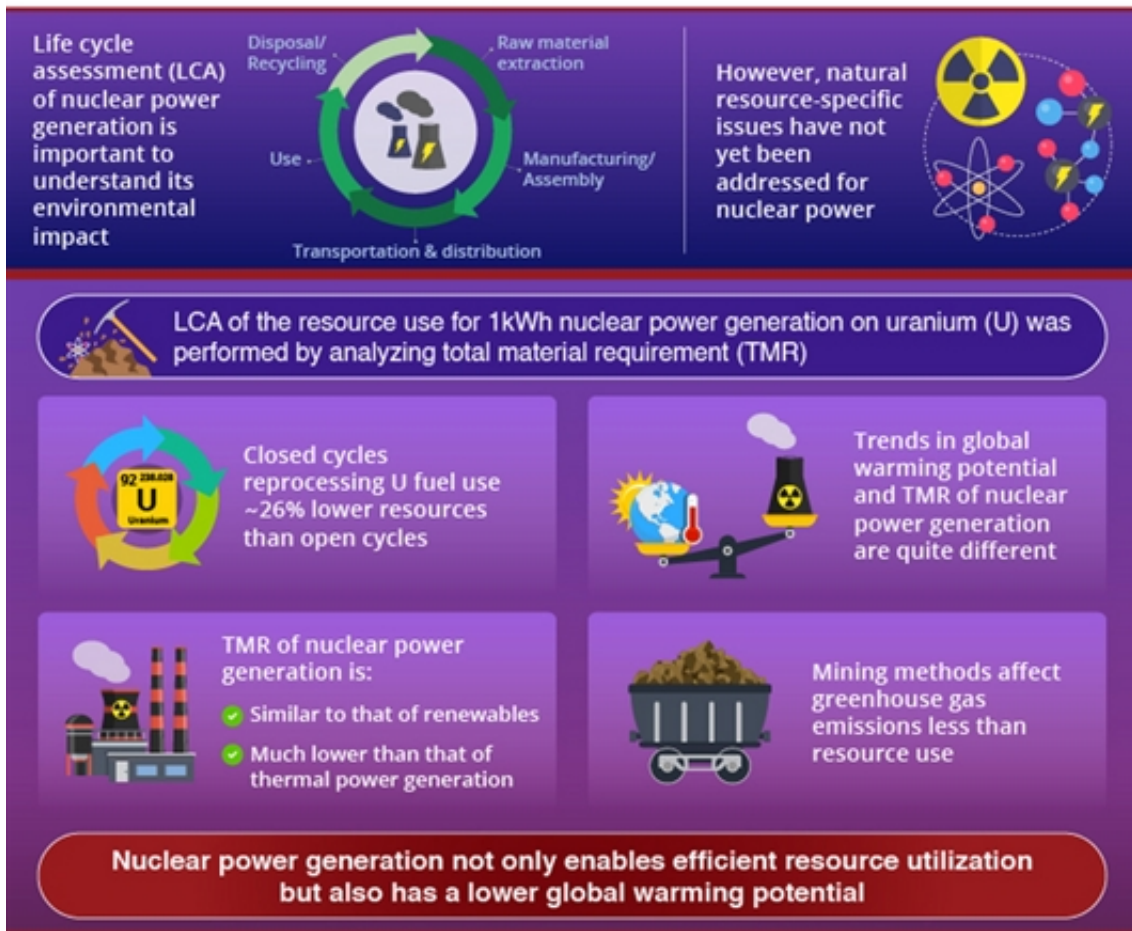 Life cycle
assessment (LCA)
of nuclear power
generation is
important to
understand its
environmental
impact
Disposal/
Recycling
Raw material
extraction
Use
Manufacturing/
Assembly
Transportation & distribution
However, natural
resource-specific
issues have not
yet been
addressed for
nuclear power
LCA of the resource use for 1kWh nuclear power generation on uranium (U) was
performed by analyzing total material requirement (TMR)
92 238.028
U
Uranium
Closed cycles
reprocessing U fuel use
~26% lower resources
than open cycles
Trends in global
warming potential
and TMR of nuclear
power generation
are quite different
TMR of nuclear power
generation is:
Similar to that of renewables
Much lower than that of
thermal power generation
Mining methods affect
greenhouse gas
emissions less than
resource use
Nuclear power generation not only enables efficient resource utilization
but also has a lower global warming potential